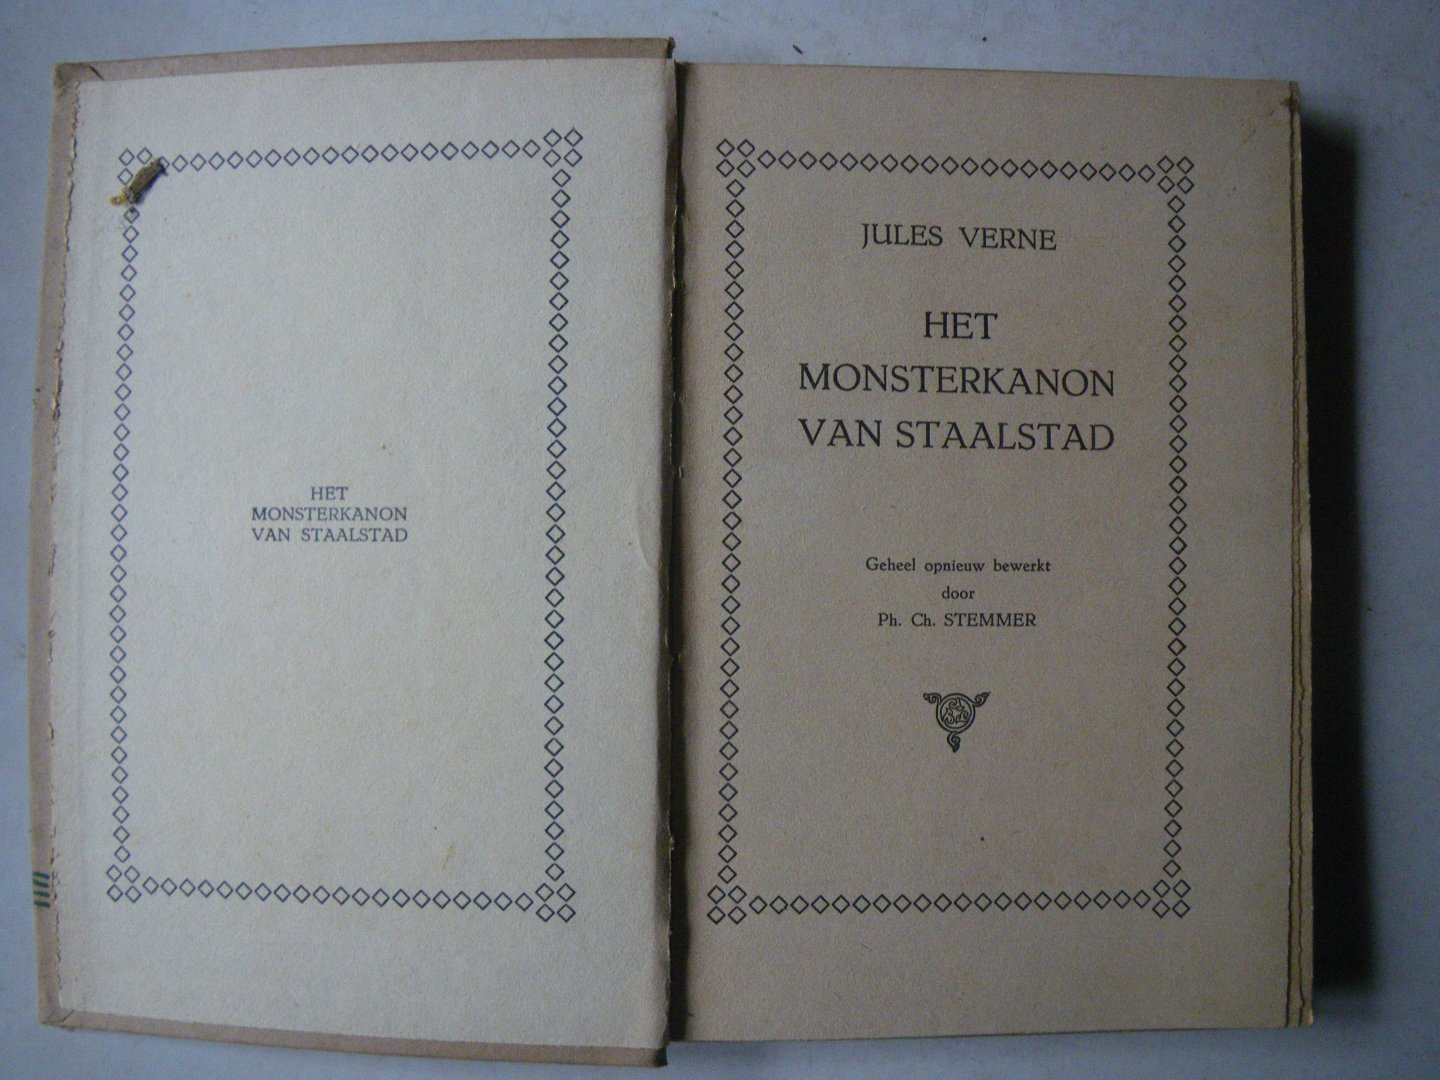 HET
MONSTERKANON
VAN STAALSTAD
JULES VERNE
HET
MONSTERKANON
VAN STAALSTAD
Geheel opnieuw bewerkt
door
Ph. Ch. STEMMER